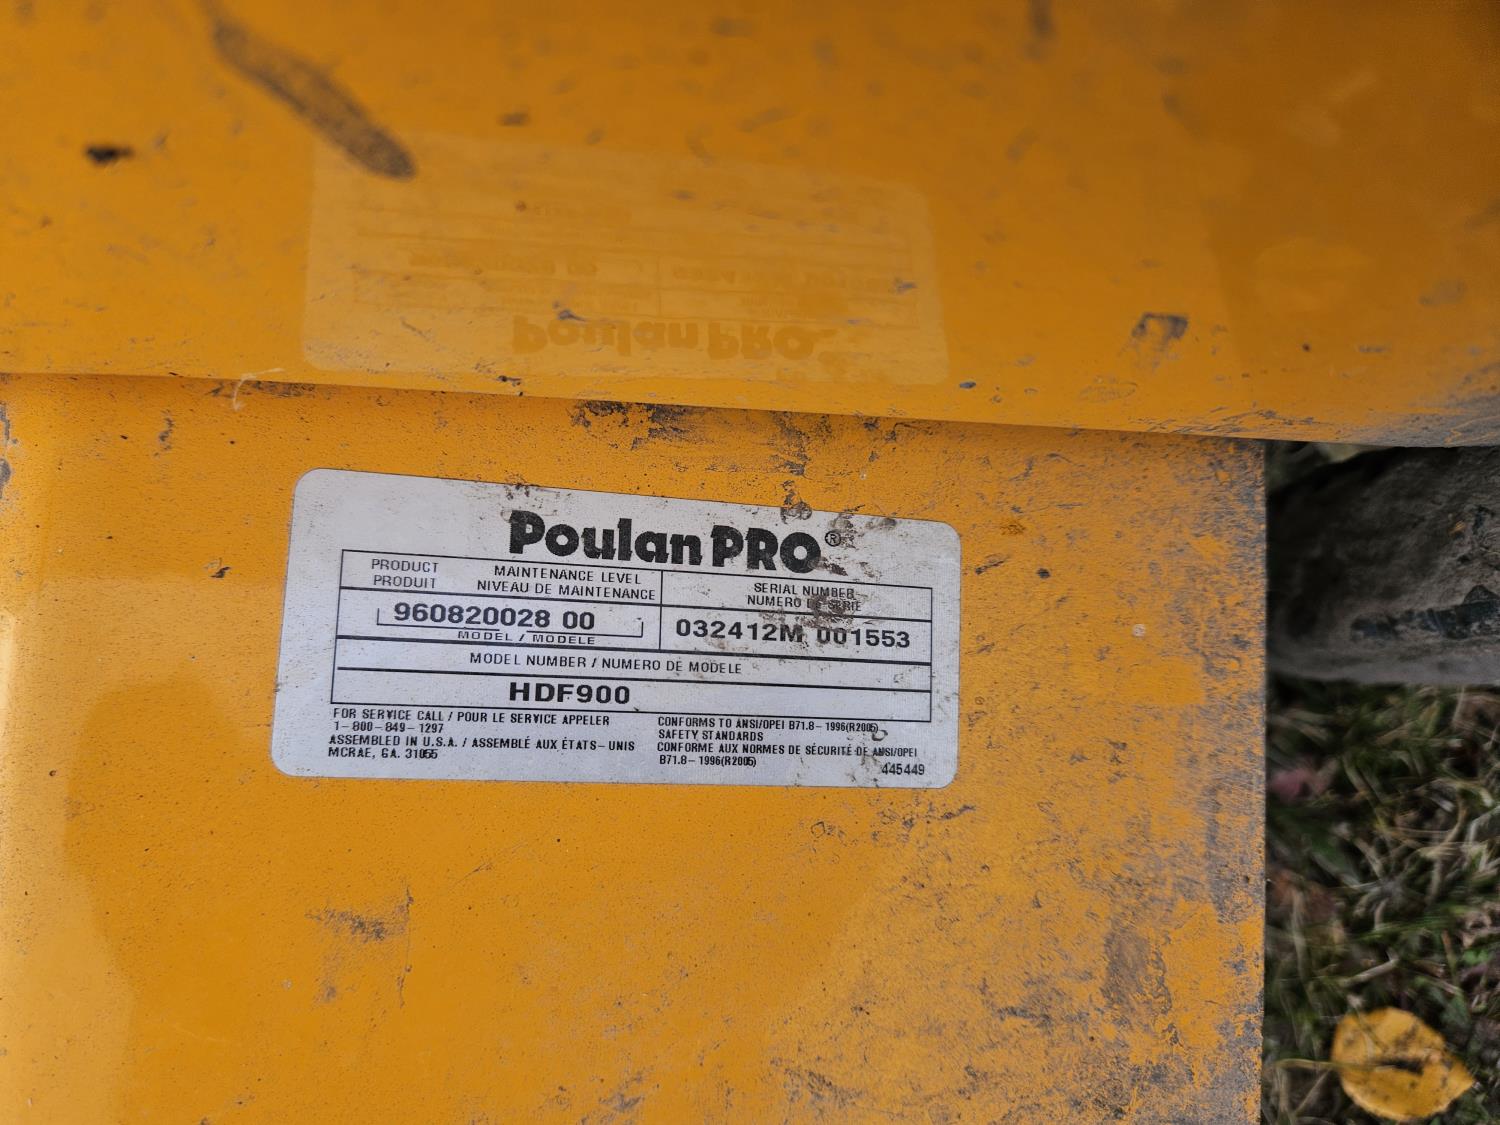 Poulan PRO®
PRODUCT
PRODUIT
MAINTENANCE LEVEL
NIVEAU DE MAINTENANCE
SERIAL NUMBER
NUMERO DE SERIE
960820028 00
MODEL / MODELE
032412M 001553
MODEL NUMBER / NUMERO DE MODELE
HDF900
FOR SERVICE CALL / POUR LE SERVICE APPELER
1-800-849-1297
ASSEMBLED IN U.S.A. / ASSEMBLÉ AUX ÉTATS-UNIS
MCRAE, GA. 31055
CONFORMS TO ANSI/OPEI B71.8-1996(R2005)
SAFETY STANDARDS
CONFORME AUX NORMES DE SÉCURITÉ DE ANSI/OPEI
B71.8-1996(R2005)
445449